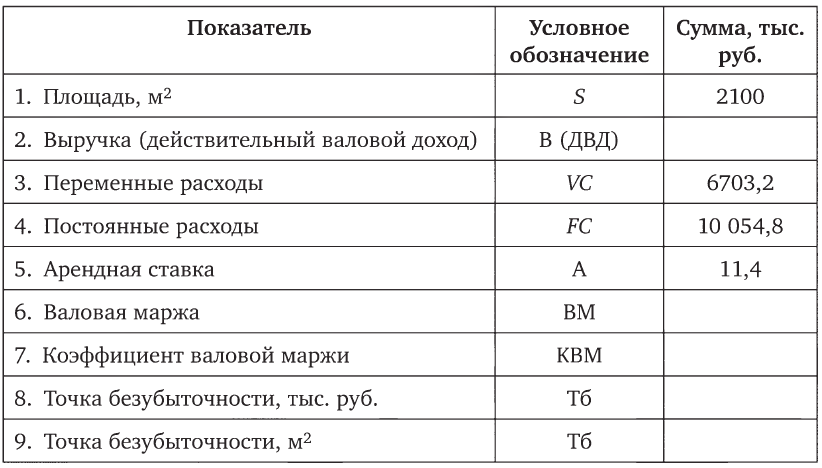 Показатель Условное обозначение Сумма, тыс. руб.
1. Площадь, м² S 2100
2. Выручка (действительный валовой доход) В (ДВД)
3. Переменные расходы VC 6703,2
4. Постоянные расходы FC 10 054,8
5. Арендная ставка А 11,4
6. Валовая маржа ВМ
7. Коэффициент валовой маржи КВМ
8. Точка безубыточности, тыс. руб. Тб
9. Точка безубыточности, м² Тб